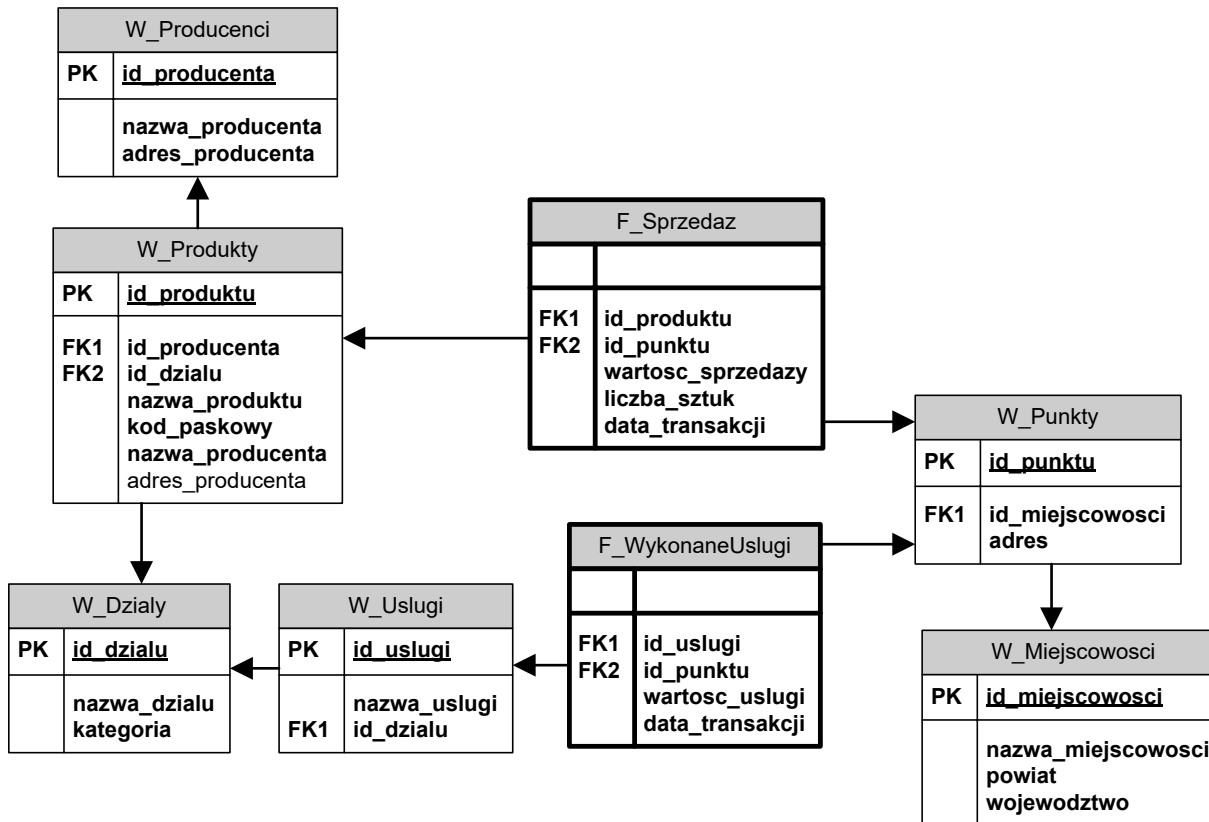 W_Producenci
PK id_producenta
nazwa_producenta
adres_producenta
W_Produkty
PK id_produktu
FK1 id_producenta
FK2 id_dzialu
nazwa_produktu
kod_paskowy
nazwa_producenta
adres_producenta
F_Sprzedaz
FK1 id_produktu
FK2 id_punktu
wartosc_sprzedazy
liczba_sztuk
data_transakcji
W_Punkty
PK id_punktu
FK1 id_miejscowosci
adres
W_Dzialy
PK id_dzialu
nazwa_dzialu
kategoria
W_Uslugi
PK id_uslugi
nazwa_uslugi
FK1 id_dzialu
F_WykonaneUslugi
FK1 id_uslugi
FK2 id_punktu
wartosc_uslugi
data_transakcji
W_Miejscowosci
PK id_miejscowosci
nazwa_miejscowosci
powiat
wojewodztwo